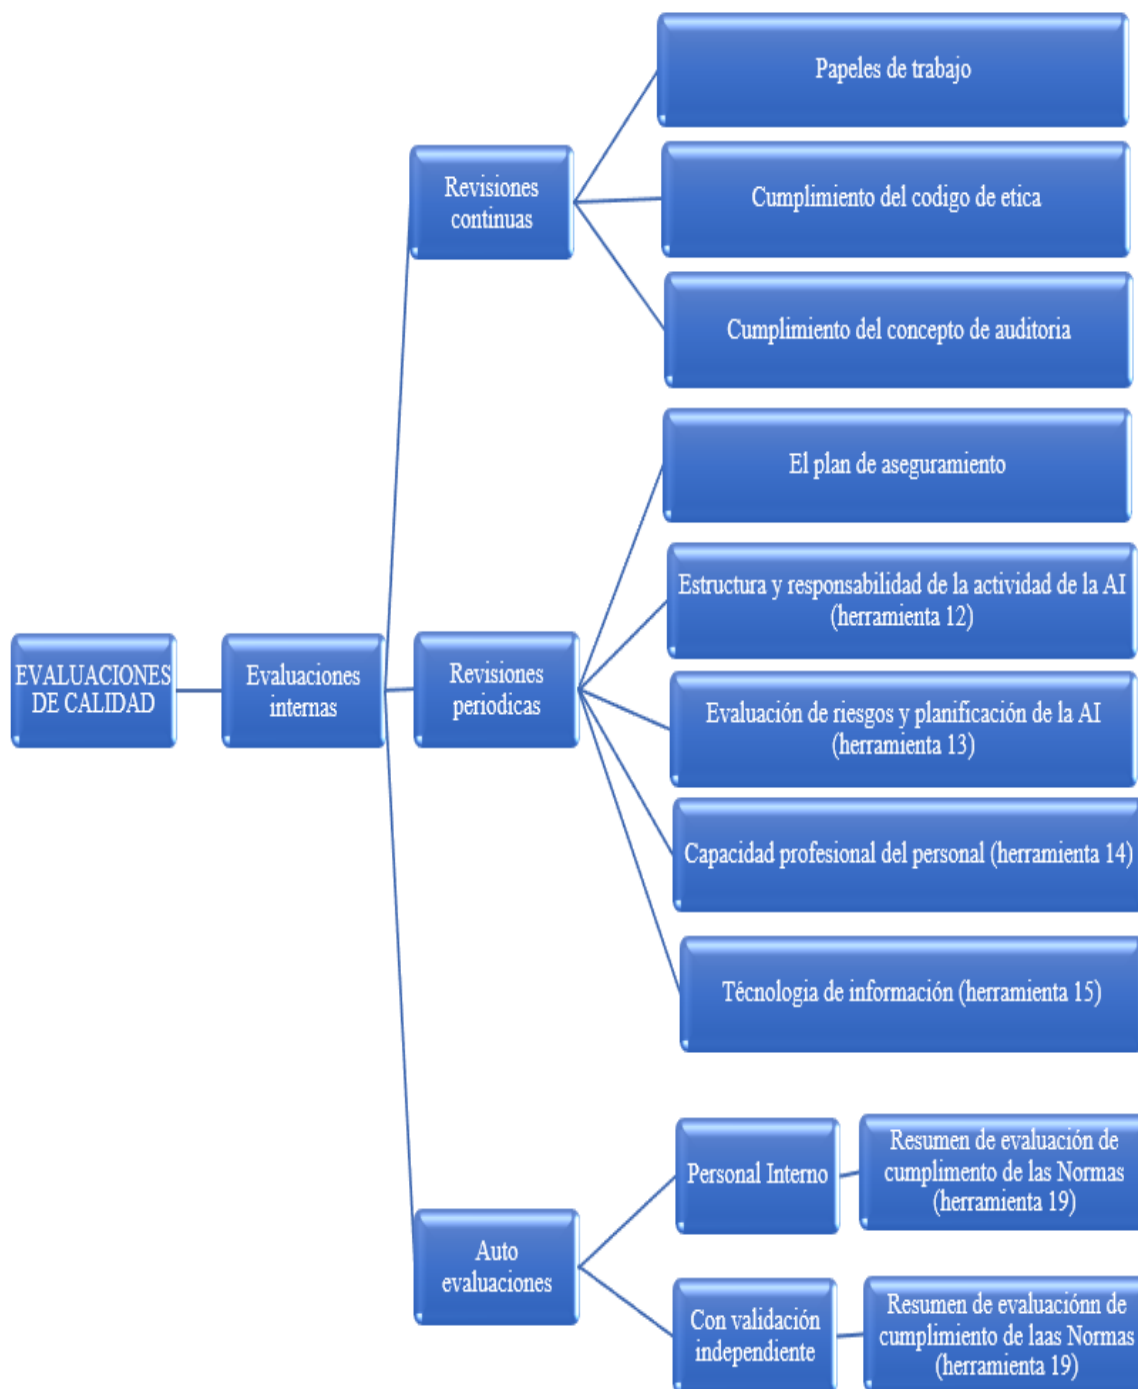 Papeles de trabajo
Revisiones
continuas
Cumplimiento del codigo de etica
Cumplimiento del concepto de auditoria
El plan de aseguramiento
Estructura y responsabilidad de la actividad de la AI
(herramienta 12)
EVALUACIONES
DE CALIDAD
Evaluaciones
internas
Revisiones
periodicas
Evaluación de riesgos y planificación de la AI
(herramienta 13)
Capacidad profesional del personal (herramienta 14)
Técnologia de información (herramienta 15)
Personal Interno
Resumen de evaluación de
cumplimento de las Normas
(herramienta 19)
Auto
evaluaciones
Con validación
independiente
Resumen de evaluaciónn de
cumplimiento de laas Normas
(herramienta 19)